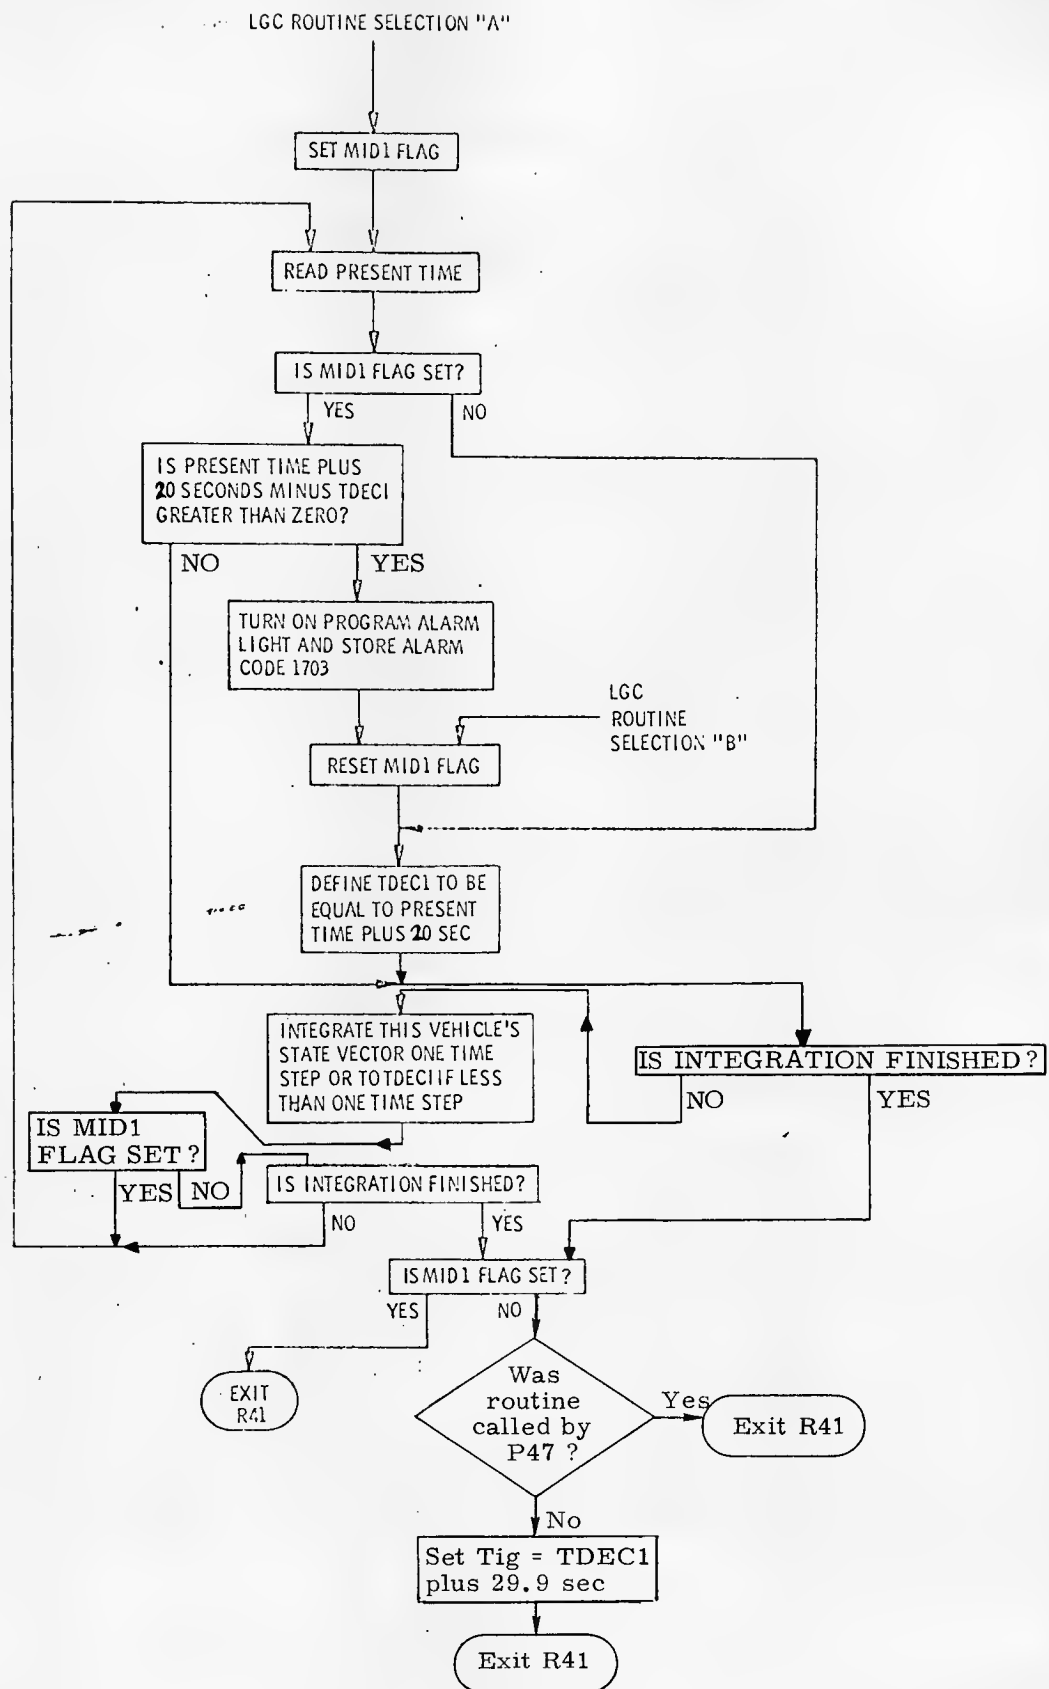 LGC ROUTINE SELECTION "A"
SET MID1 FLAG
READ PRESENT TIME
IS MID1 FLAG SET?
YES
NO
IS PRESENT TIME PLUS
20 SECONDS MINUS TDEC1
GREATER THAN ZERO?
NO
YES
TURN ON PROGRAM ALARM
LIGHT AND STORE ALARM
CODE 1703
LGC
ROUTINE
SELECTION "B"
RESET MID1 FLAG
DEFINE TDEC1 TO BE
EQUAL TO PRESENT
TIME PLUS 20 SEC
INTEGRATE THIS VEHICLE'S
STATE VECTOR ONE TIME
STEP OR TO TDEC1 IF LESS
THAN ONE TIME STEP
IS INTEGRATION FINISHED?
NO
YES
IS MID1
FLAG SET?
YES
NO
IS INTEGRATION FINISHED?
NO
YES
IS MID1 FLAG SET?
YES
NO
EXIT
R41
Was
routine
called by
P47 ?
Yes
Exit R41
No
Set Tig = TDEC1
plus 29.9 sec
Exit R41